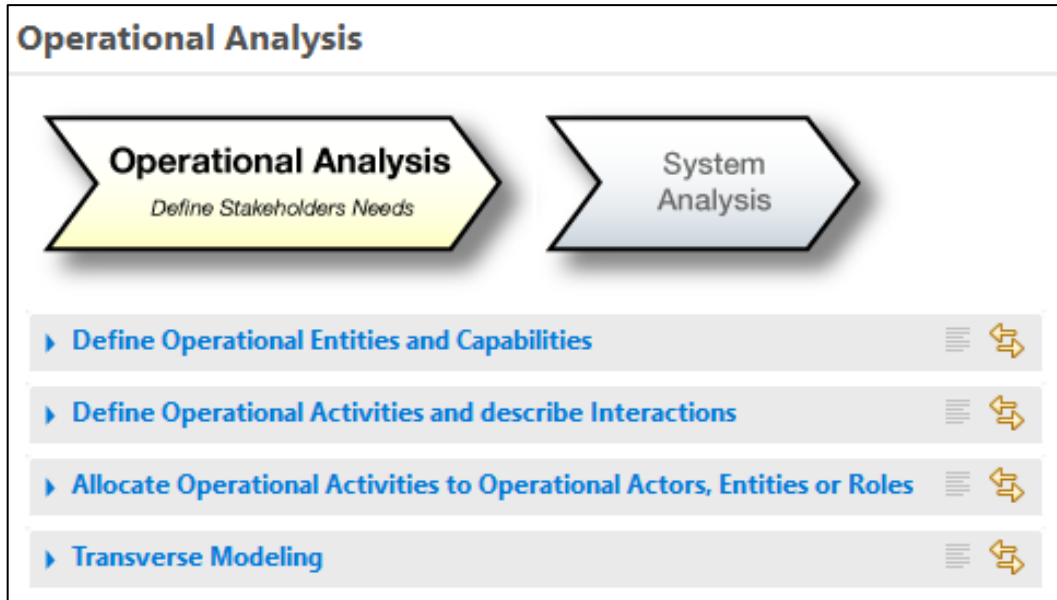 Operational Analysis
Operational Analysis
Define Stakeholders Needs
System
Analysis
Define Operational Entities and Capabilities
Define Operational Activities and describe Interactions
Allocate Operational Activities to Operational Actors, Entities or Roles
Transverse Modeling